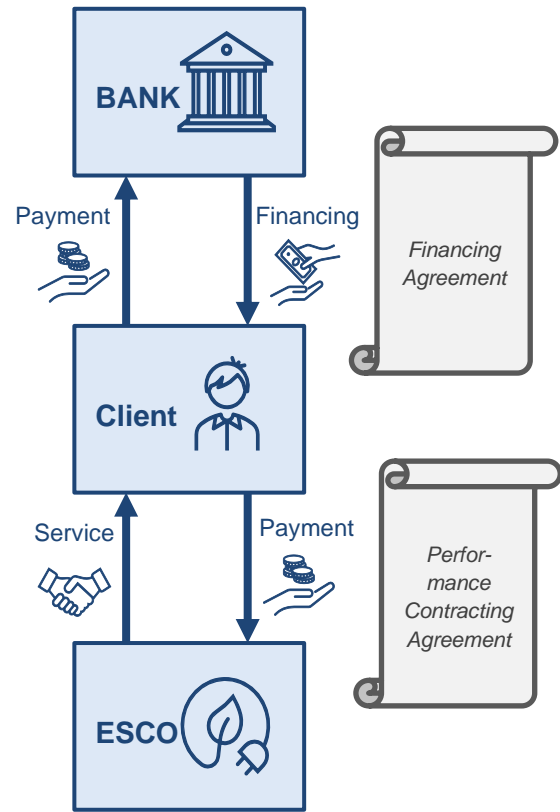 BANK
Payment
Financing
Financing
Agreement
Client
Service
Payment
Perfor-
mance
Contracting
Agreement
ESCO